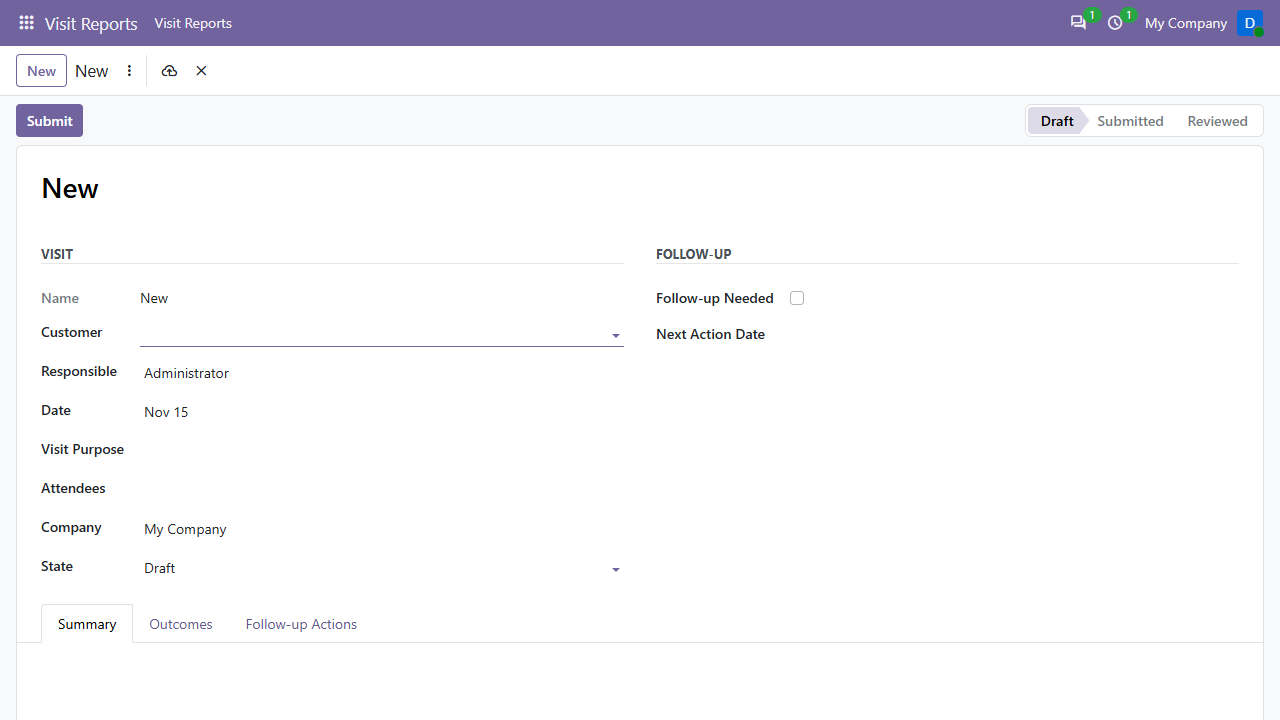 Visit Reports Visit Reports 1 1 My Company D
New New
Submit Draft Submitted Reviewed
New
VISIT FOLLOW-UP
Name New Follow-up Needed
Customer Next Action Date
Responsible Administrator
Date Nov 15
Visit Purpose
Attendees
Company My Company
State Draft
Summary Outcomes Follow-up Actions